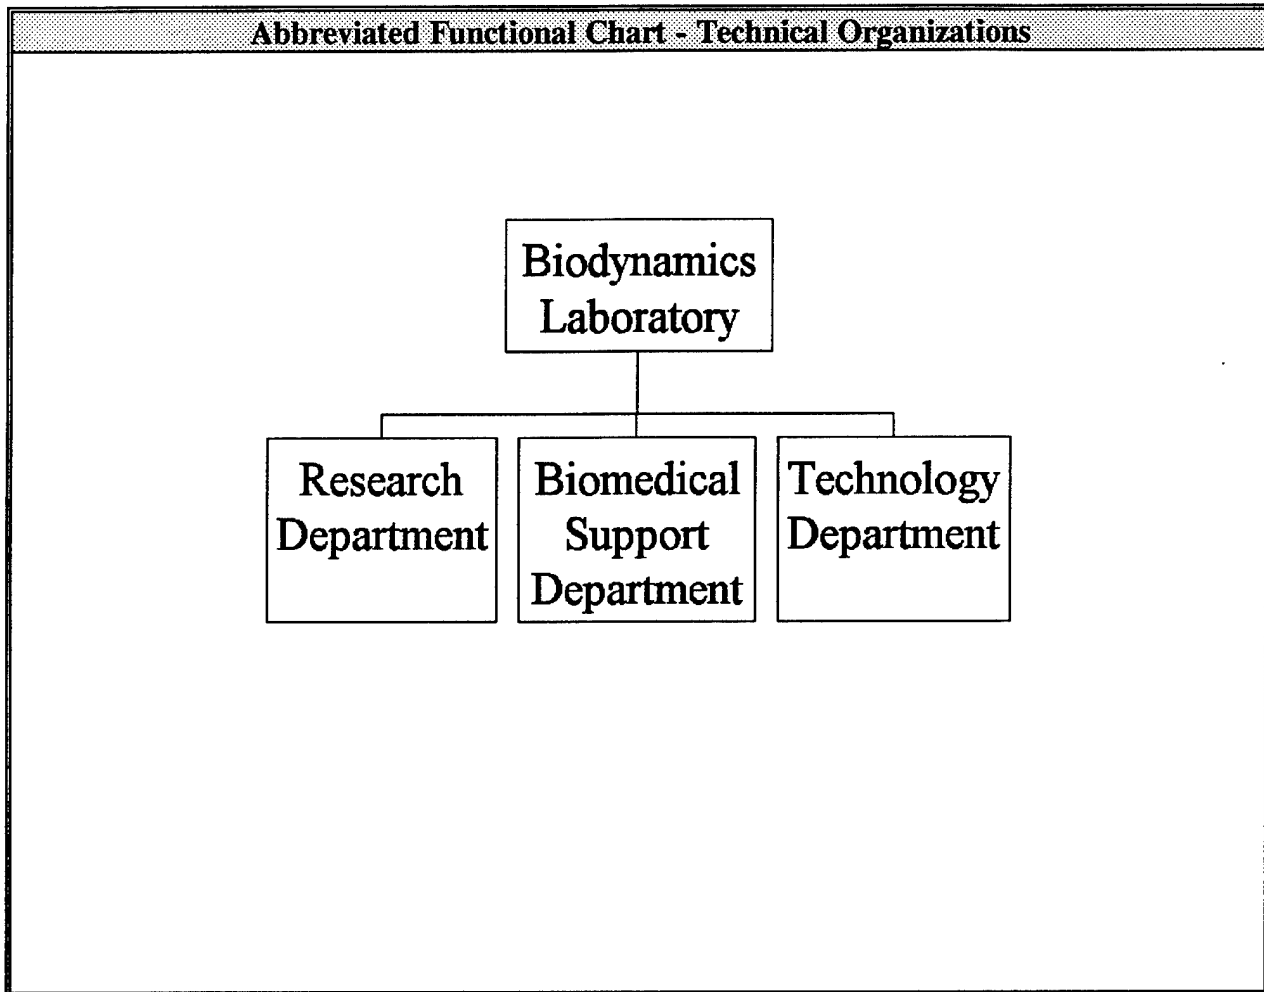 Abbreviated Functional Chart - Technical Organizations
Biodynamics
Laboratory
Research
Department
Biomedical
Support
Department
Technology
Department